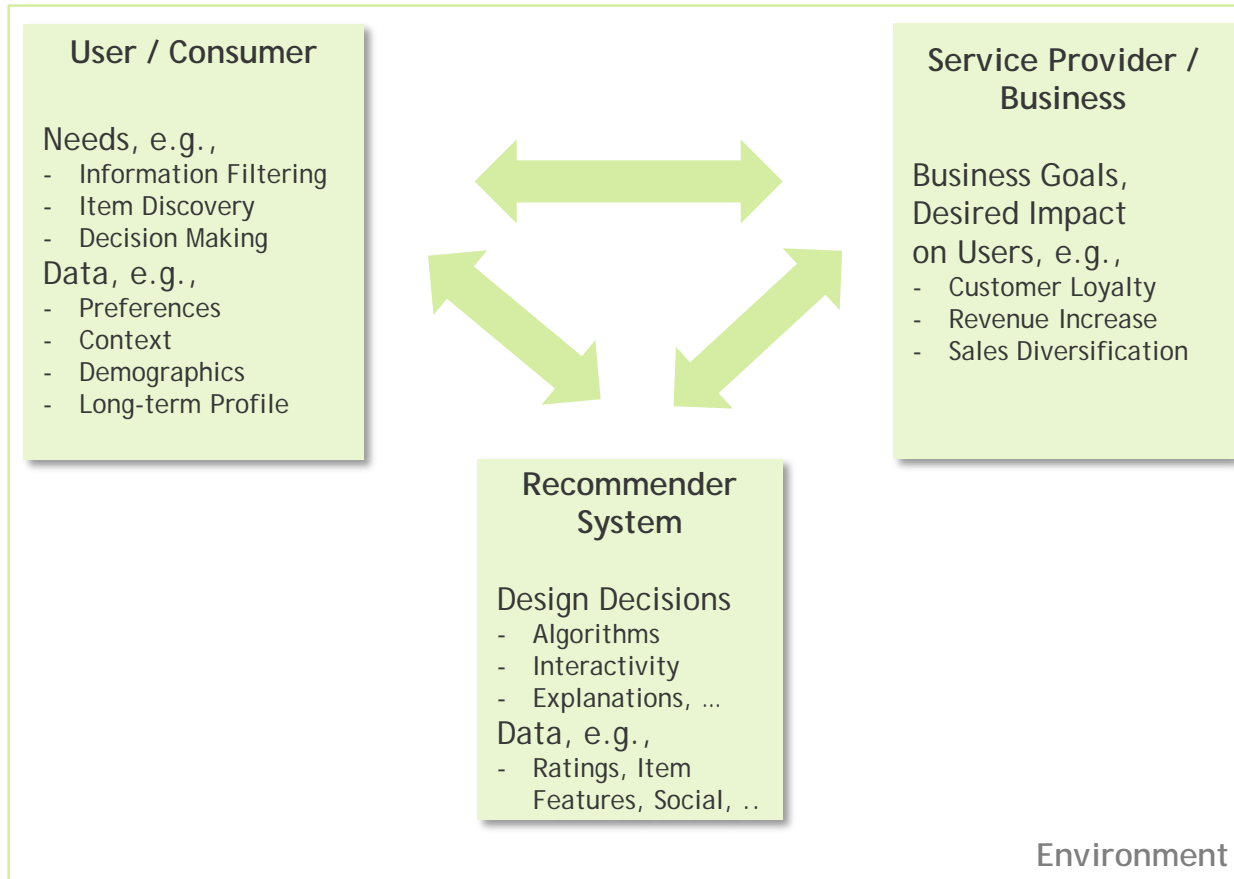 User / Consumer
Needs, e.g.,
- Information Filtering
- Item Discovery
- Decision Making
Data, e.g.,
- Preferences
- Context
- Demographics
- Long-term Profile
Service Provider /
Business
Business Goals,
Desired Impact
on Users, e.g.,
- Customer Loyalty
- Revenue Increase
- Sales Diversification
Recommender
System
Design Decisions
- Algorithms
- Interactivity
- Explanations, …
Data, e.g.,
- Ratings, Item
Features, Social, ..
Environment